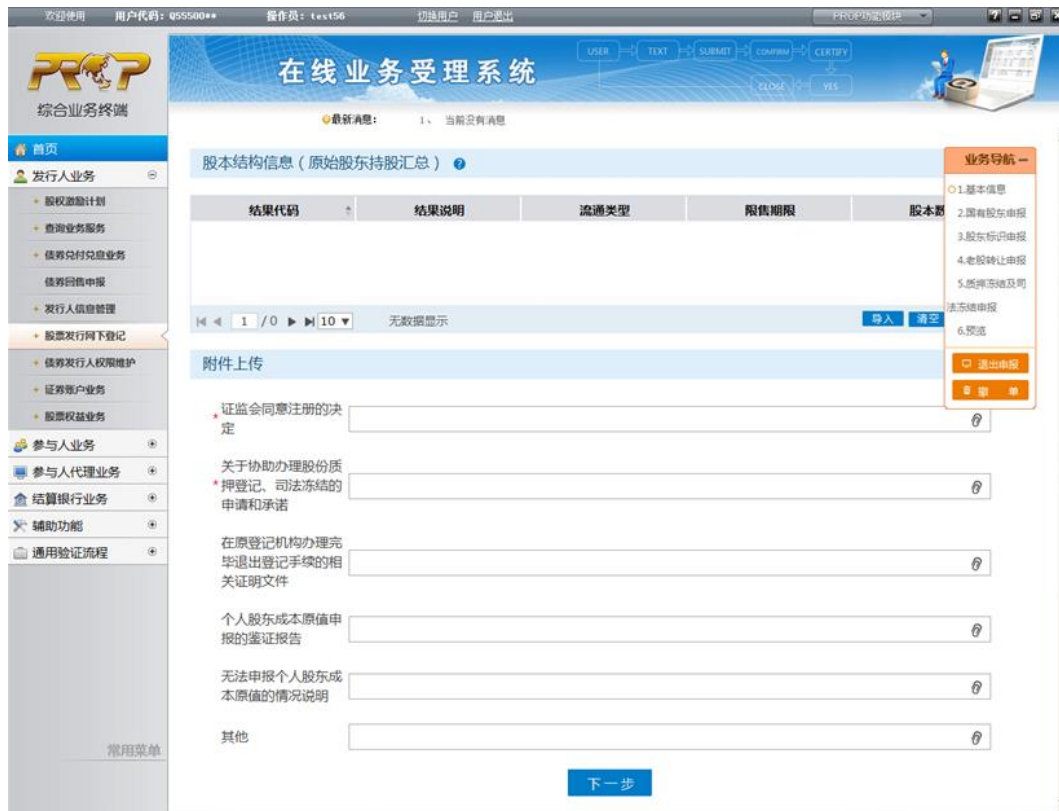 欢迎使用 用户代码: Q55500** 操作员: test56 切换用户 用户退出 PROP功能模块
PROP
综合业务终端
在线业务受理系统
USER TEXT SUBMIT CONFIRM CERTIFY
CLOSE YES
最新消息: 1、 当前没有消息
首页
发行人业务
股权激励计划
查询业务服务
债券兑付兑息业务
债券回售申报
发行人信息管理
股票发行网下登记
债券发行人权限维护
证券账户业务
股票权益业务
参与人业务
参与人代理业务
结算银行业务
辅助功能
通用验证流程
常用菜单
股本结构信息(原始股东持股汇总)
结果代码 结果说明 流通类型 限售期限 股本数
1 / 0 10 无数据显示 导入 清空
附件上传
* 证监会同意注册的决
定
关于协助办理股份质
* 押登记、司法冻结的
申请和承诺
在原登记机构办理完
毕退出登记手续的相
关证明文件
个人股东成本原值申
报的鉴证报告
无法申报个人股东成
本原值的情况说明
其他
下一步
业务导航
1.基本信息
2.国有股东申报
3.股东标识申报
4.老股转让申报
5.质押冻结及司
法冻结申报
6.预览
退出申报
撤 单